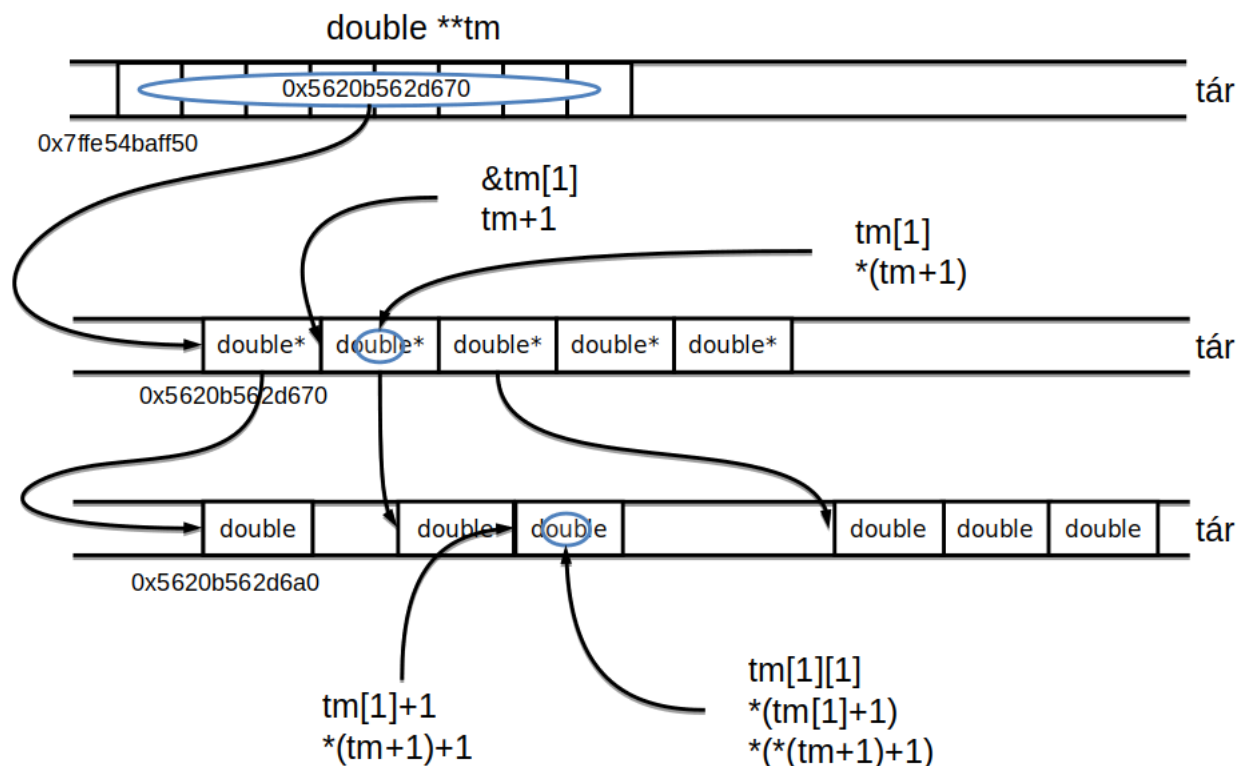 double **tm
0x5620b562d670
tár
0x7ffe54baff50
&tm[1]
tm+1
tm[1]
*(tm+1)
double* double* double* double* double*
tár
0x5620b562d670
double double double double double double
tár
0x5620b562d6a0
tm[1]+1
*(tm+1)+1
tm[1][1]
*(tm[1]+1)
*(*(tm+1)+1)